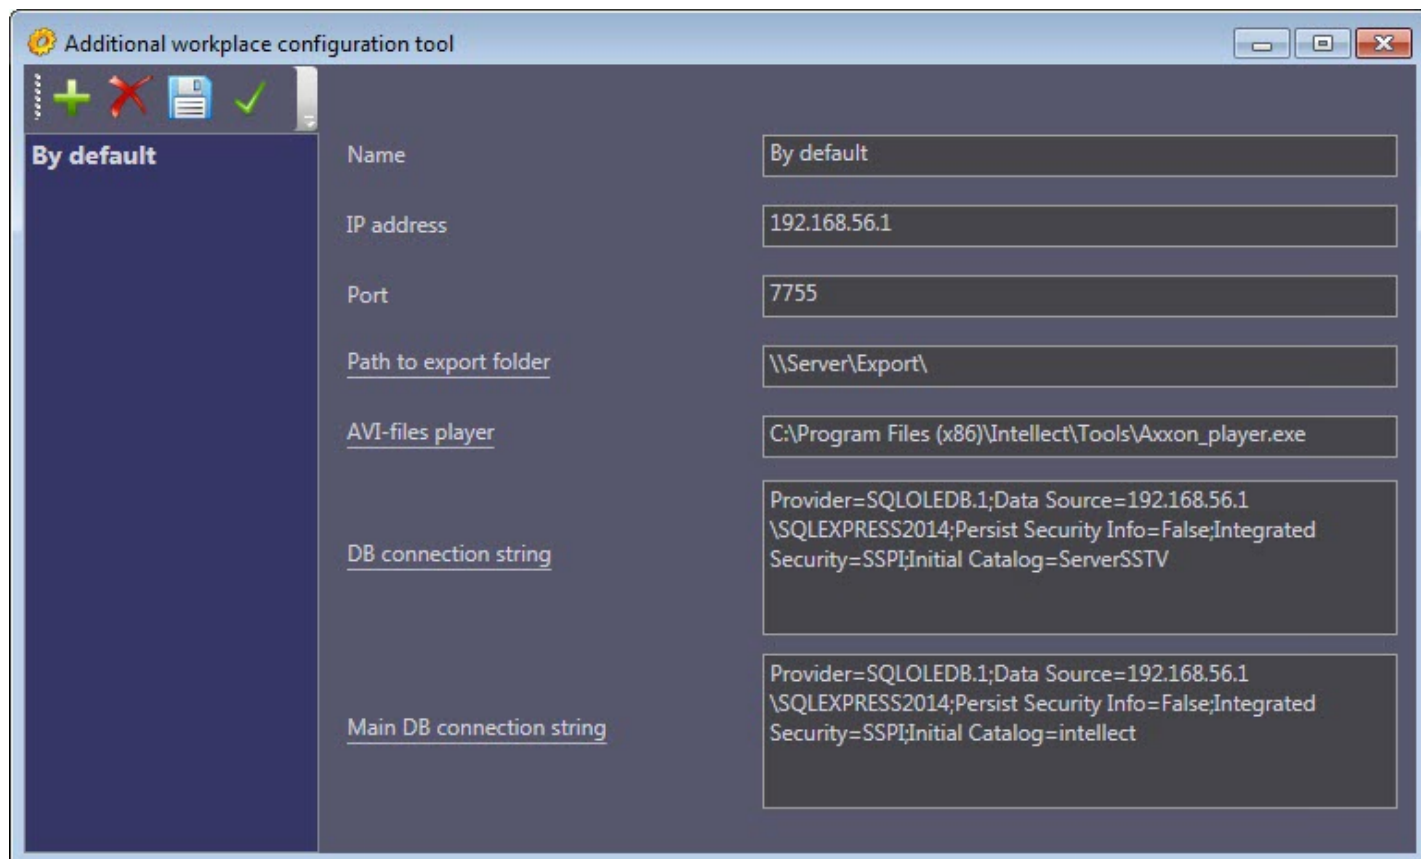 Additional workplace configuration tool
By default
Name
By default
IP address
192.168.56.1
Port
7755
Path to export folder
\\Server\Export\
AVI-files player
C:\Program Files (x86)\Intellect\Tools\Axxon_player.exe
DB connection string
Provider=SQLOLEDB.1;Data Source=192.168.56.1
\SQLEXPRESS2014;Persist Security Info=False;Integrated
Security=SSPI;Initial Catalog=ServerSSTV
Main DB connection string
Provider=SQLOLEDB.1;Data Source=192.168.56.1
\SQLEXPRESS2014;Persist Security Info=False;Integrated
Security=SSPI;Initial Catalog=intellect